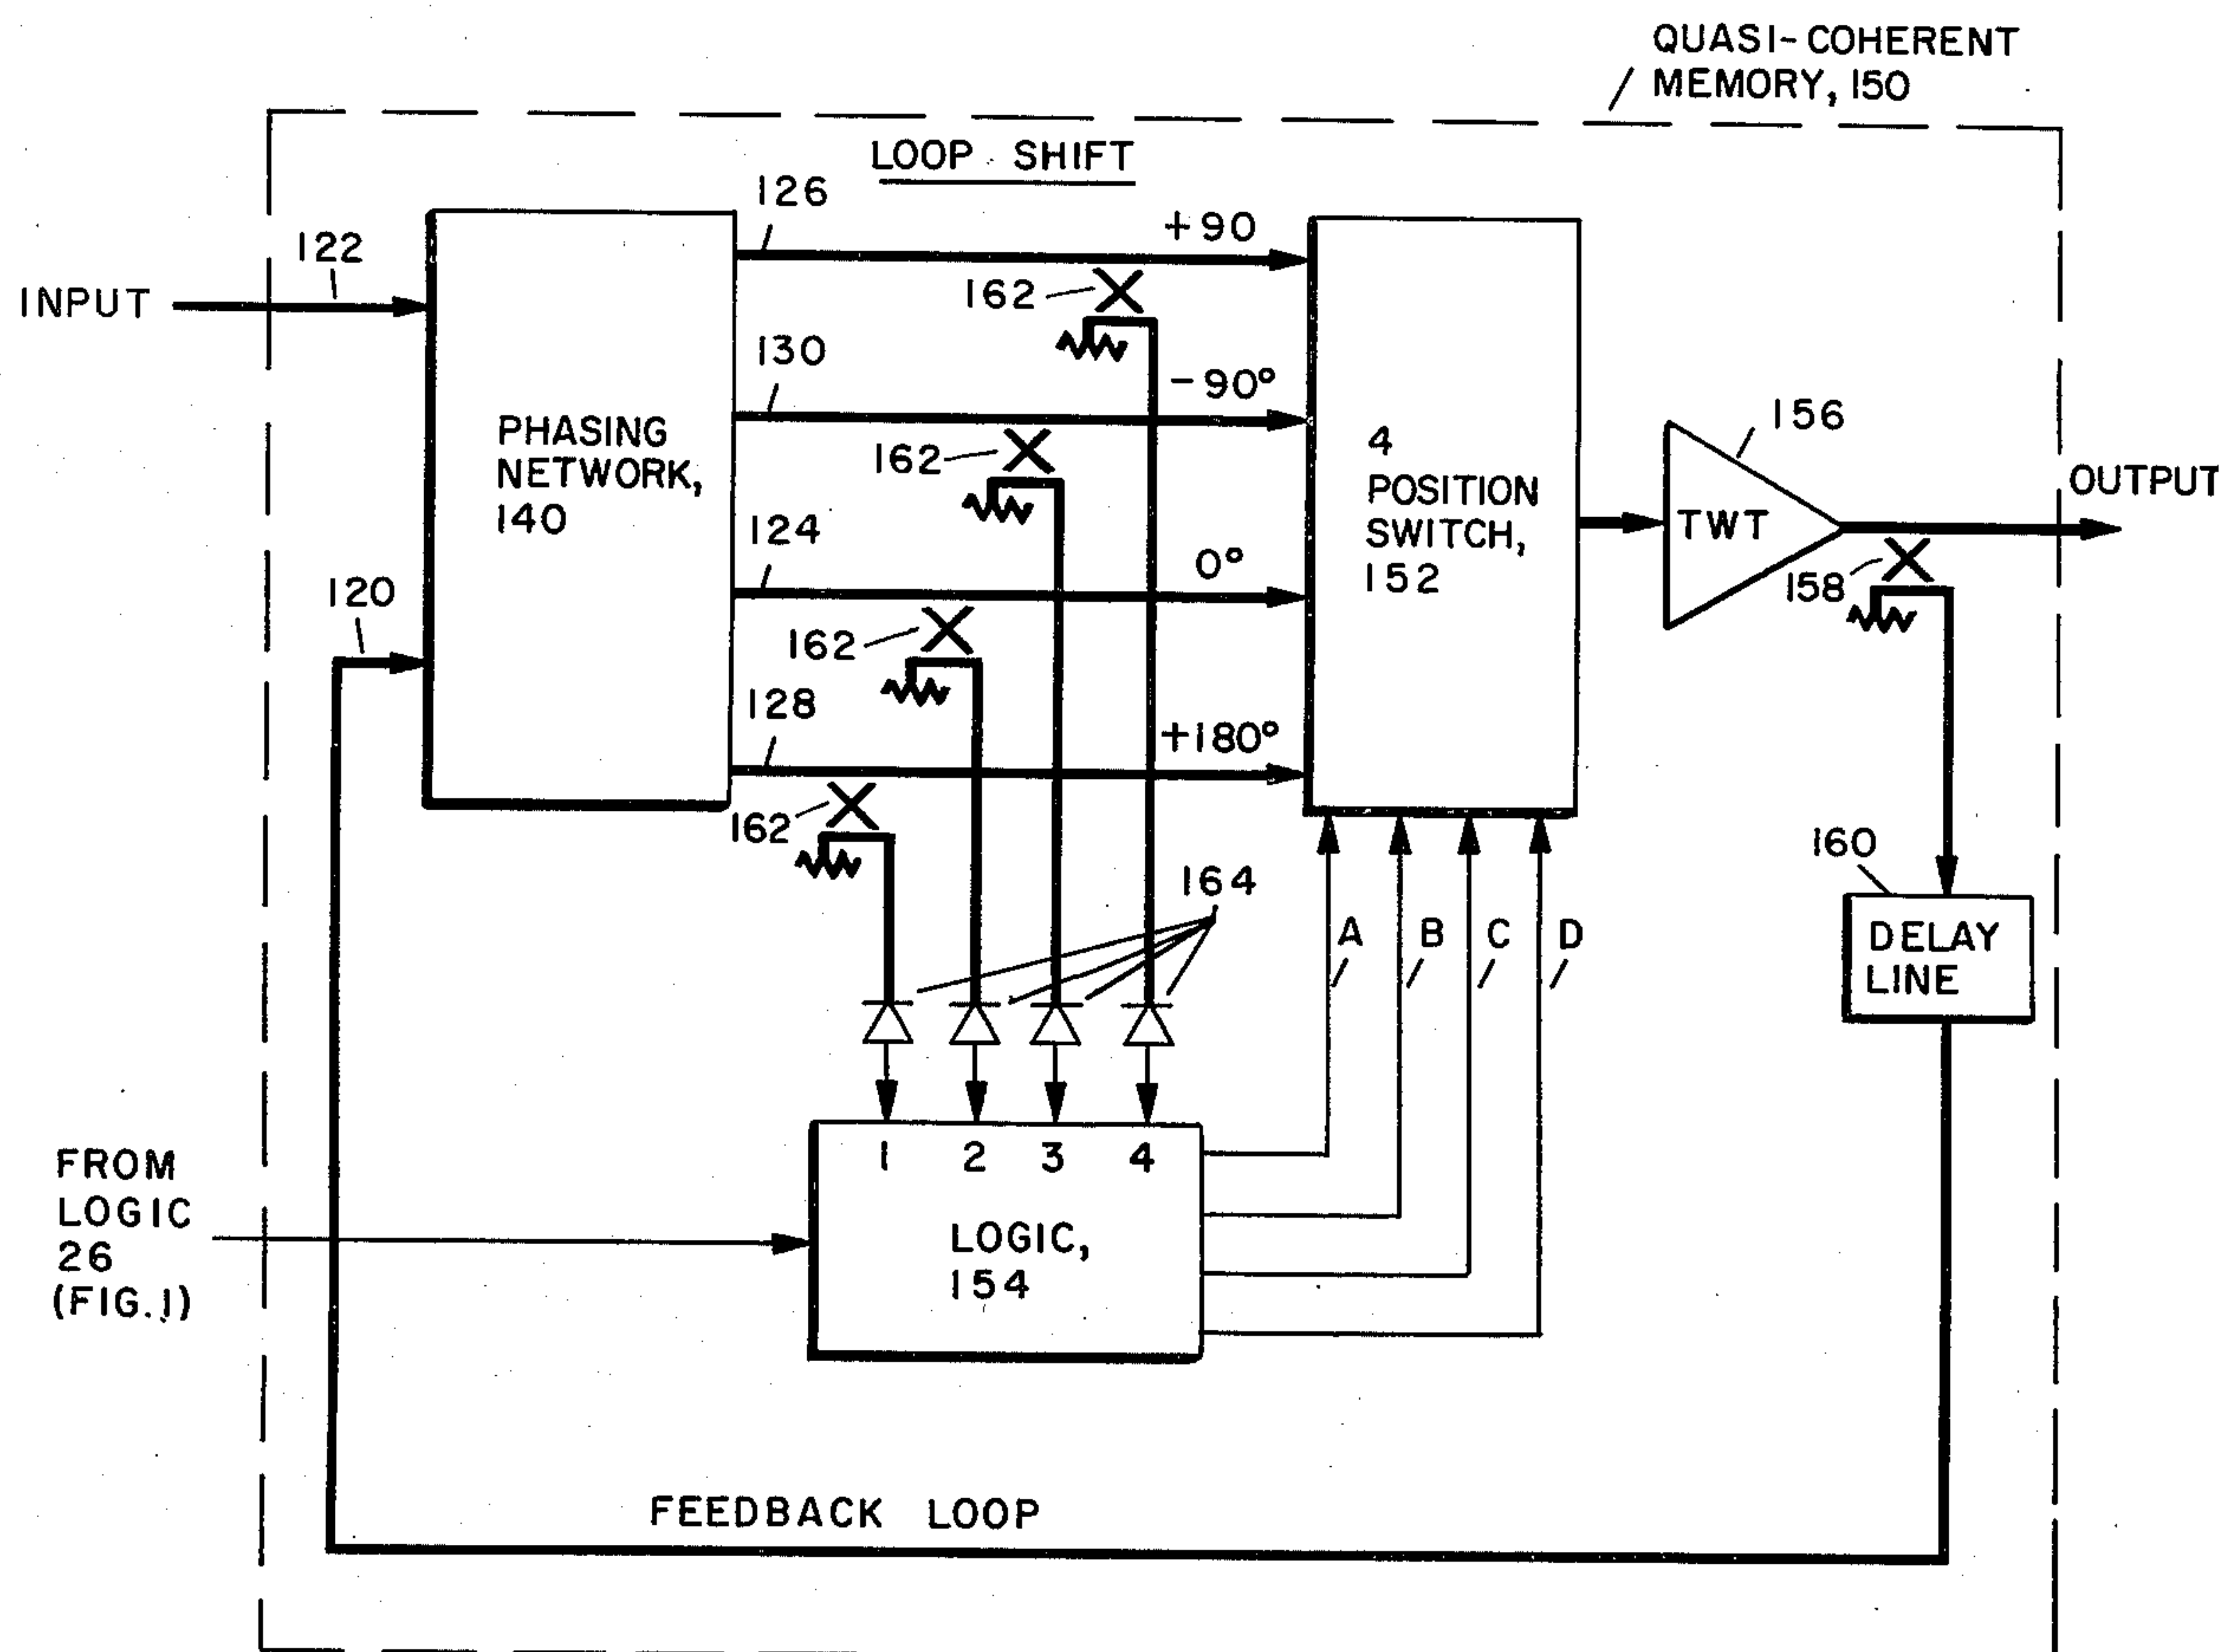 QUASI-COHERENT
MEMORY, 150
LOOP SHIFT
126
+90
122
INPUT
162
130
-90°
PHASING
NETWORK,
140
162
4
POSITION
SWITCH,
152
156
TWT
OUTPUT
124
0°
158
120
162
128
+180°
162
164
160
DELAY
LINE
A
B
C
D
1
2
3
4
FROM
LOGIC
26
(FIG.1)
LOGIC,
154
FEEDBACK LOOP